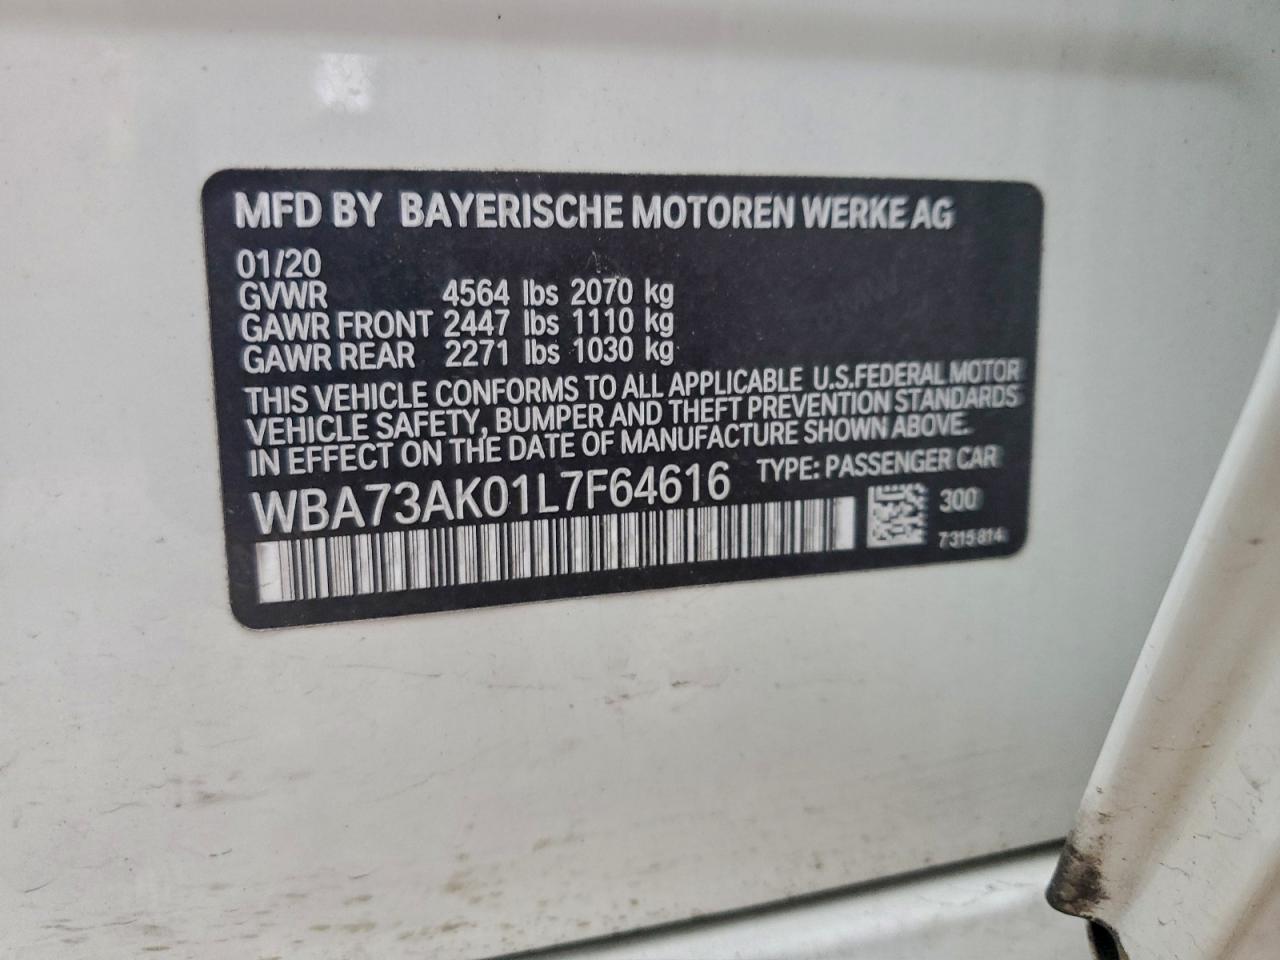 MFD BY BAYERISCHE MOTOREN WERKE AG
01/20
GVWR 4564 lbs 2070 kg
GAWR FRONT 2447 lbs 1110 kg
GAWR REAR 2271 lbs 1030 kg
THIS VEHICLE CONFORMS TO ALL APPLICABLE U.S.FEDERAL MOTOR
VEHICLE SAFETY, BUMPER AND THEFT PREVENTION STANDARDS
IN EFFECT ON THE DATE OF MANUFACTURE SHOWN ABOVE.
WBA73AK01L7F64616 TYPE: PASSENGER CAR
300
7 315 814